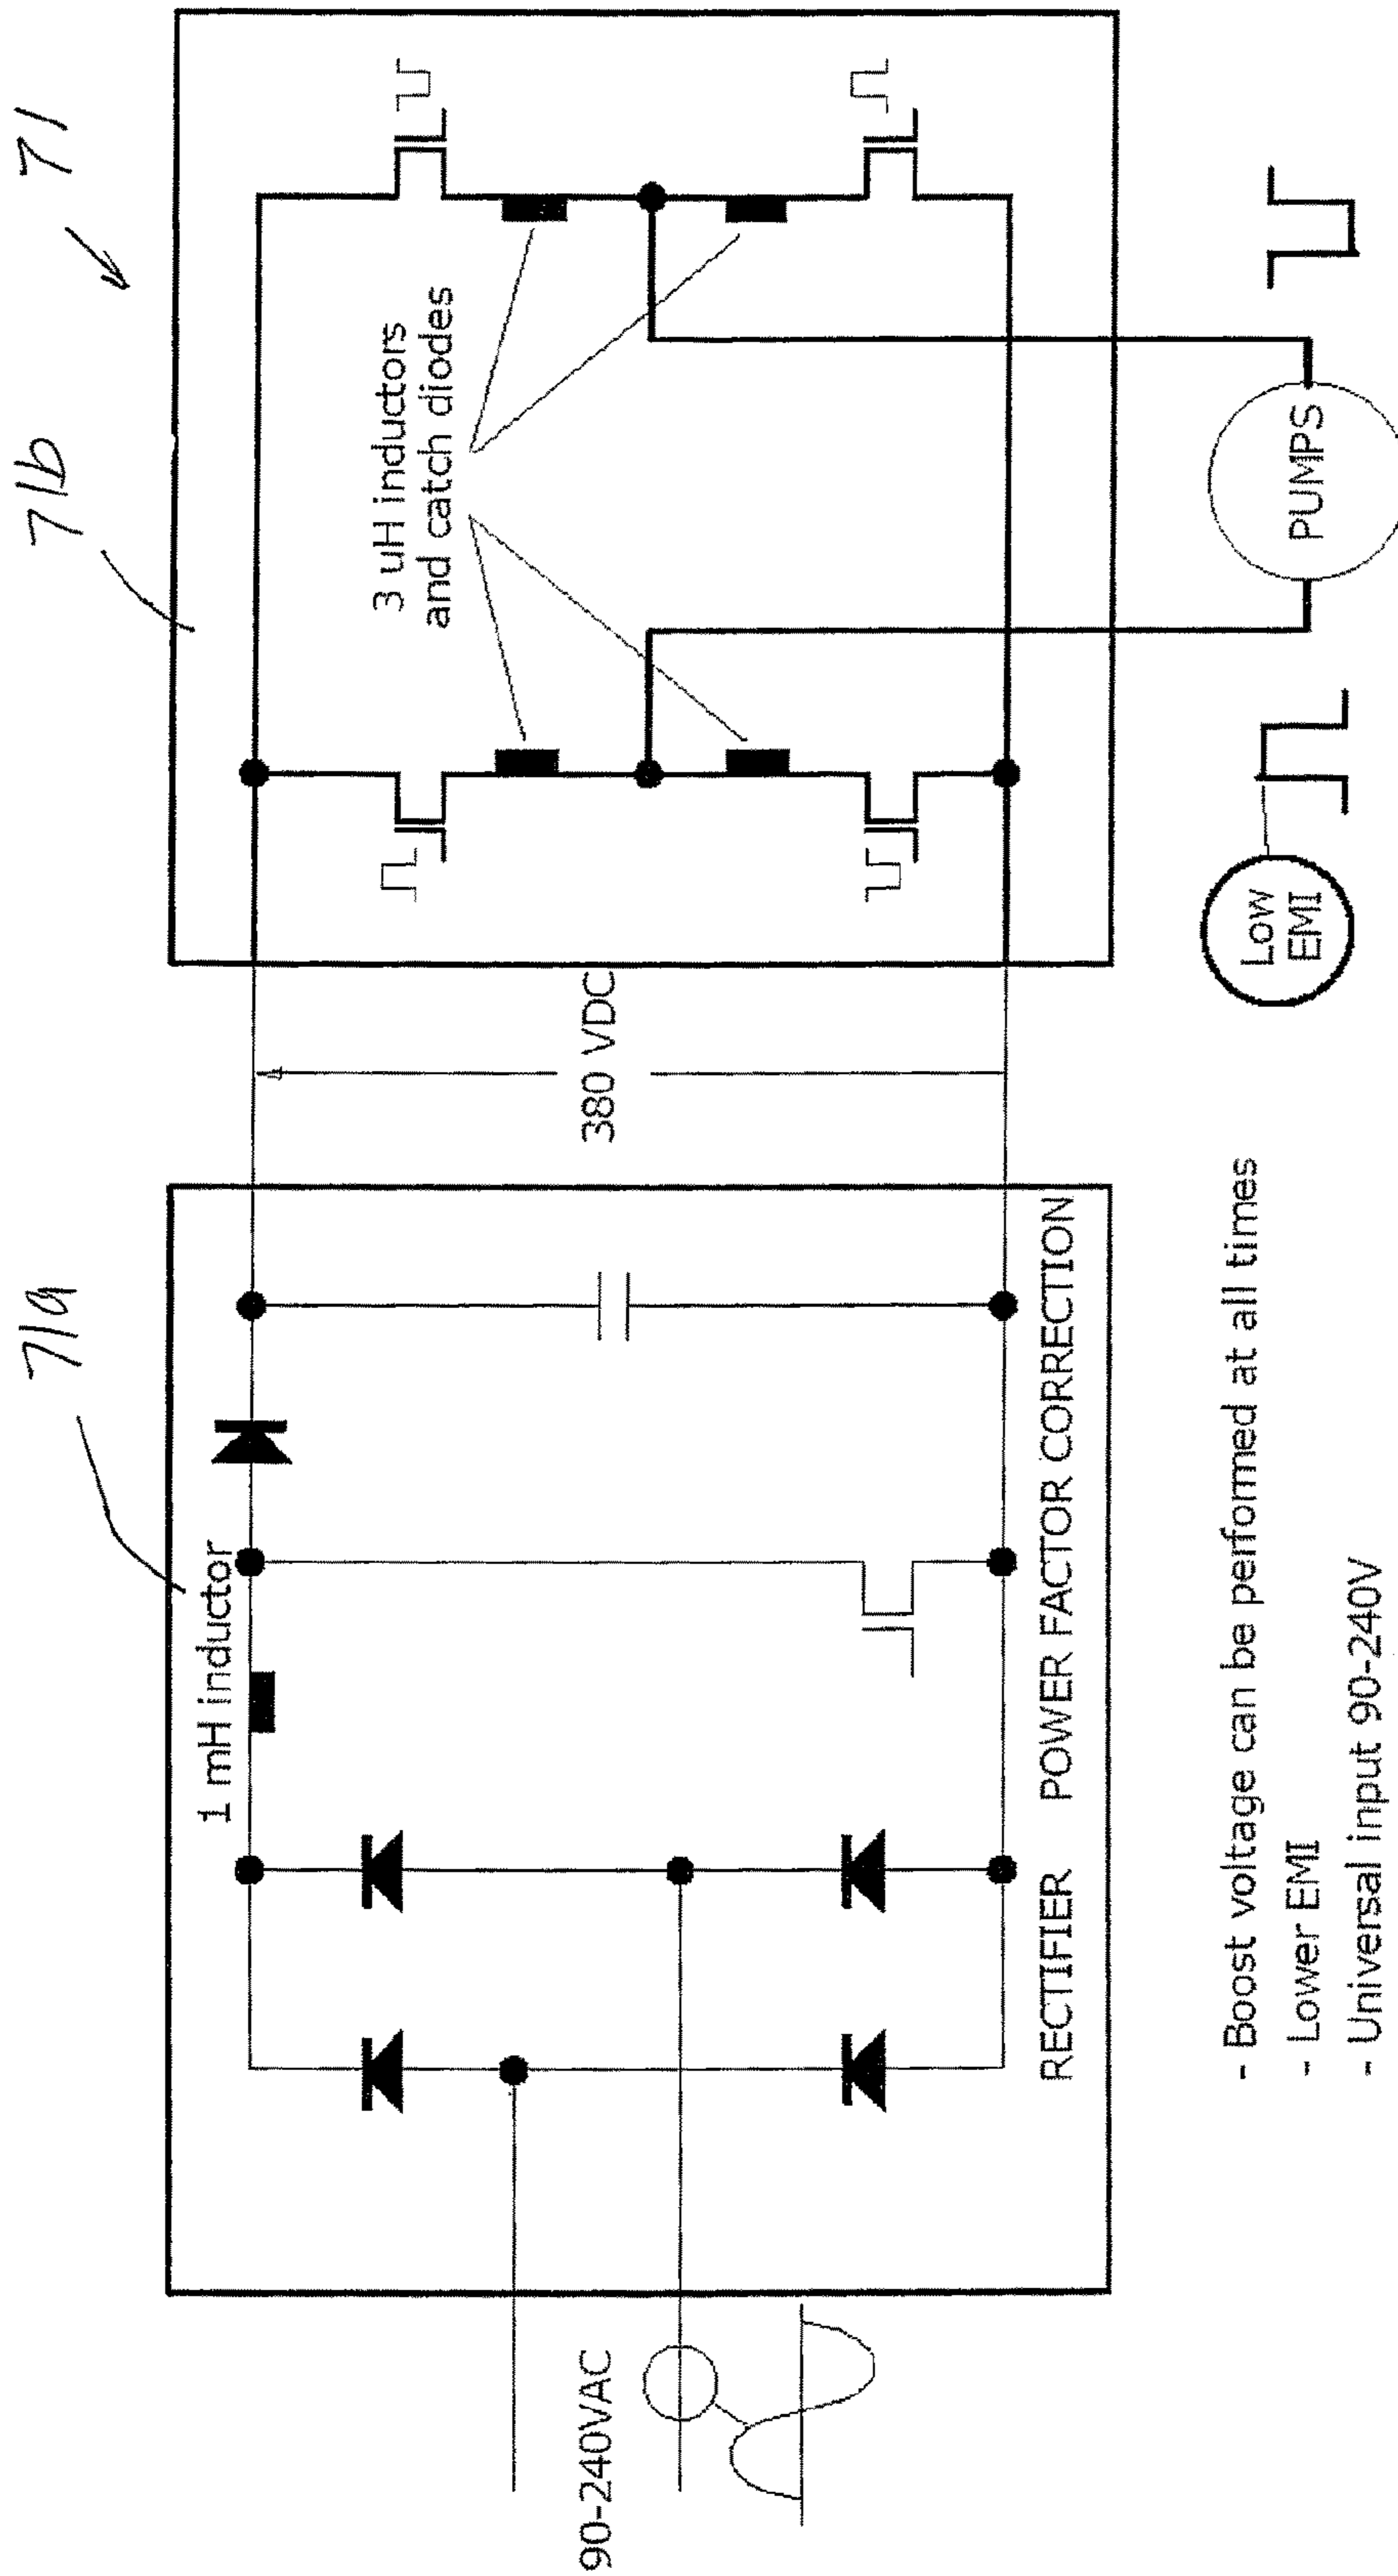 71
71a
71b
1 mH inductor
3 uH inductors
and catch diodes
90-240VAC
380 VDC
RECTIFIER
POWER FACTOR CORRECTION
PUMPS
Low
EMI
- Boost voltage can be performed at all times
- Lower EMI
- Universal input 90-240V